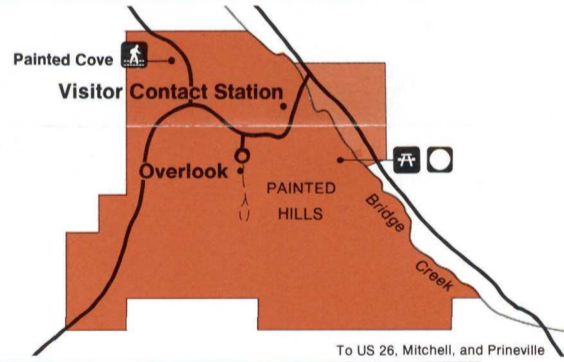 Painted Cove
Visitor Contact Station
Overlook
PAINTED
HILLS
Bridge
Creek
To US 26, Mitchell, and Prineville